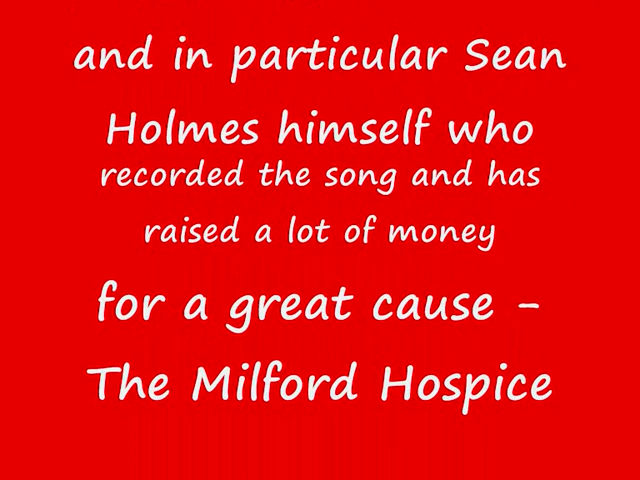 and in particular Sean
Holmes himself who
recorded the song and has
raised a lot of money
for a great cause -
The Milford Hospice